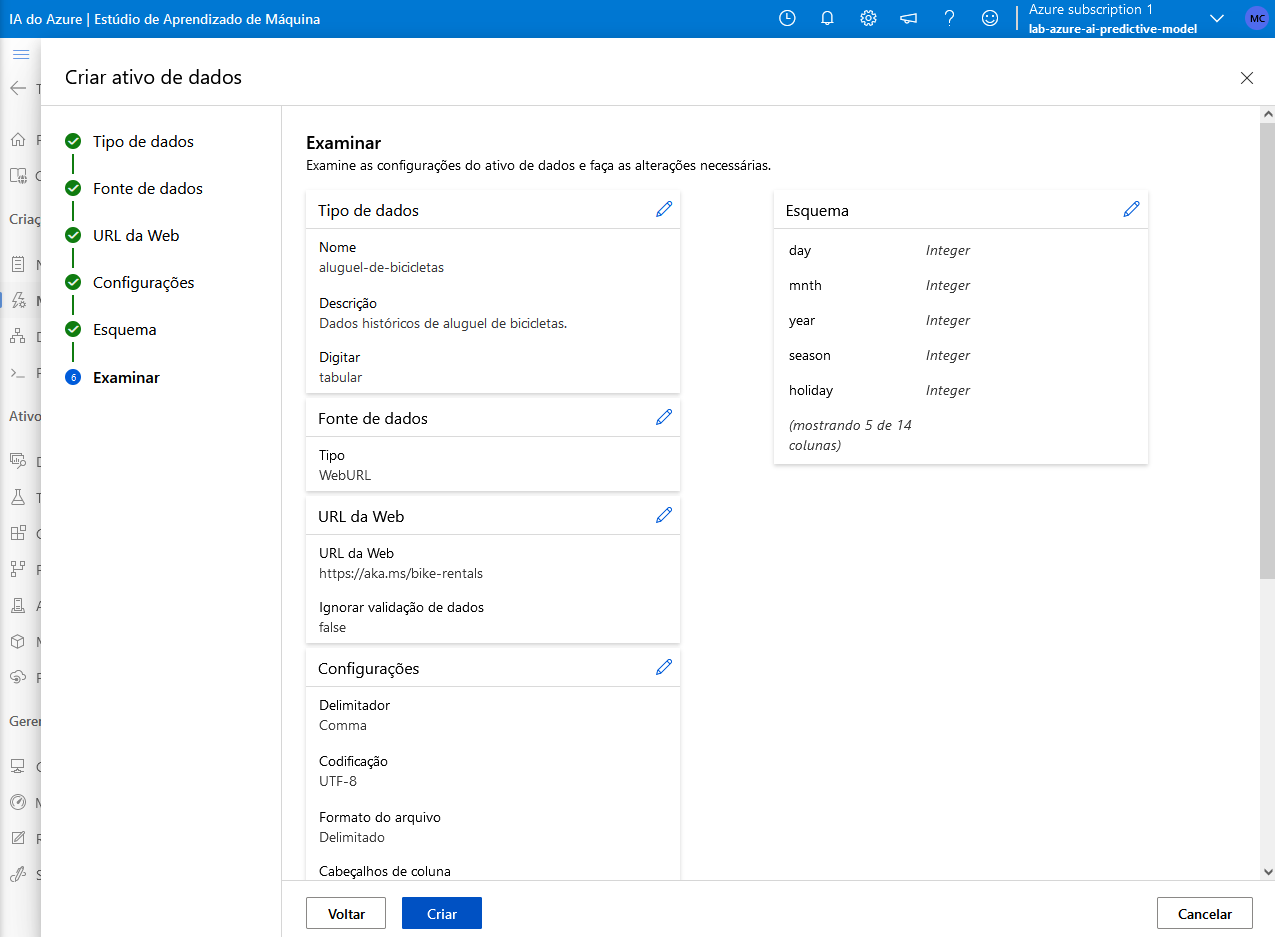 IA do Azure | Estúdio de Aprendizado de Máquina
Azure subscription 1
lab-azure-ai-predictive-model
MC
Criar ativo de dados
Criaç
Ativo
Geren
Tipo de dados
Fonte de dados
URL da Web
Configurações
Esquema
6 Examinar
Examinar
Examine as configurações do ativo de dados e faça as alterações necessárias.
Tipo de dados
Nome
aluguel-de-bicicletas
Descrição
Dados históricos de aluguel de bicicletas.
Digitar
tabular
Fonte de dados
Tipo
WebURL
URL da Web
URL da Web
https://aka.ms/bike-rentals
Ignorar validação de dados
false
Configurações
Delimitador
Comma
Codificação
UTF-8
Formato do arquivo
Delimitado
Cabeçalhos de coluna
Esquema
day Integer
mnth Integer
year Integer
season Integer
holiday Integer
(mostrando 5 de 14
colunas)
Voltar
Criar
Cancelar